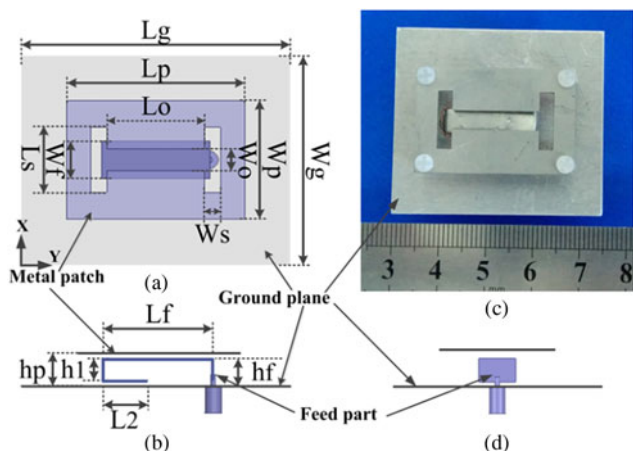 Lg
Lp
Lo
Ls
Wf
Wo
Wp
Wg
Ws
X
Y
Metal patch
(a)
Ground plane
3 4 5 6 7 8
mm
(c)
Lf
hp
h1
hf
L2
Feed part
(b)
(d)